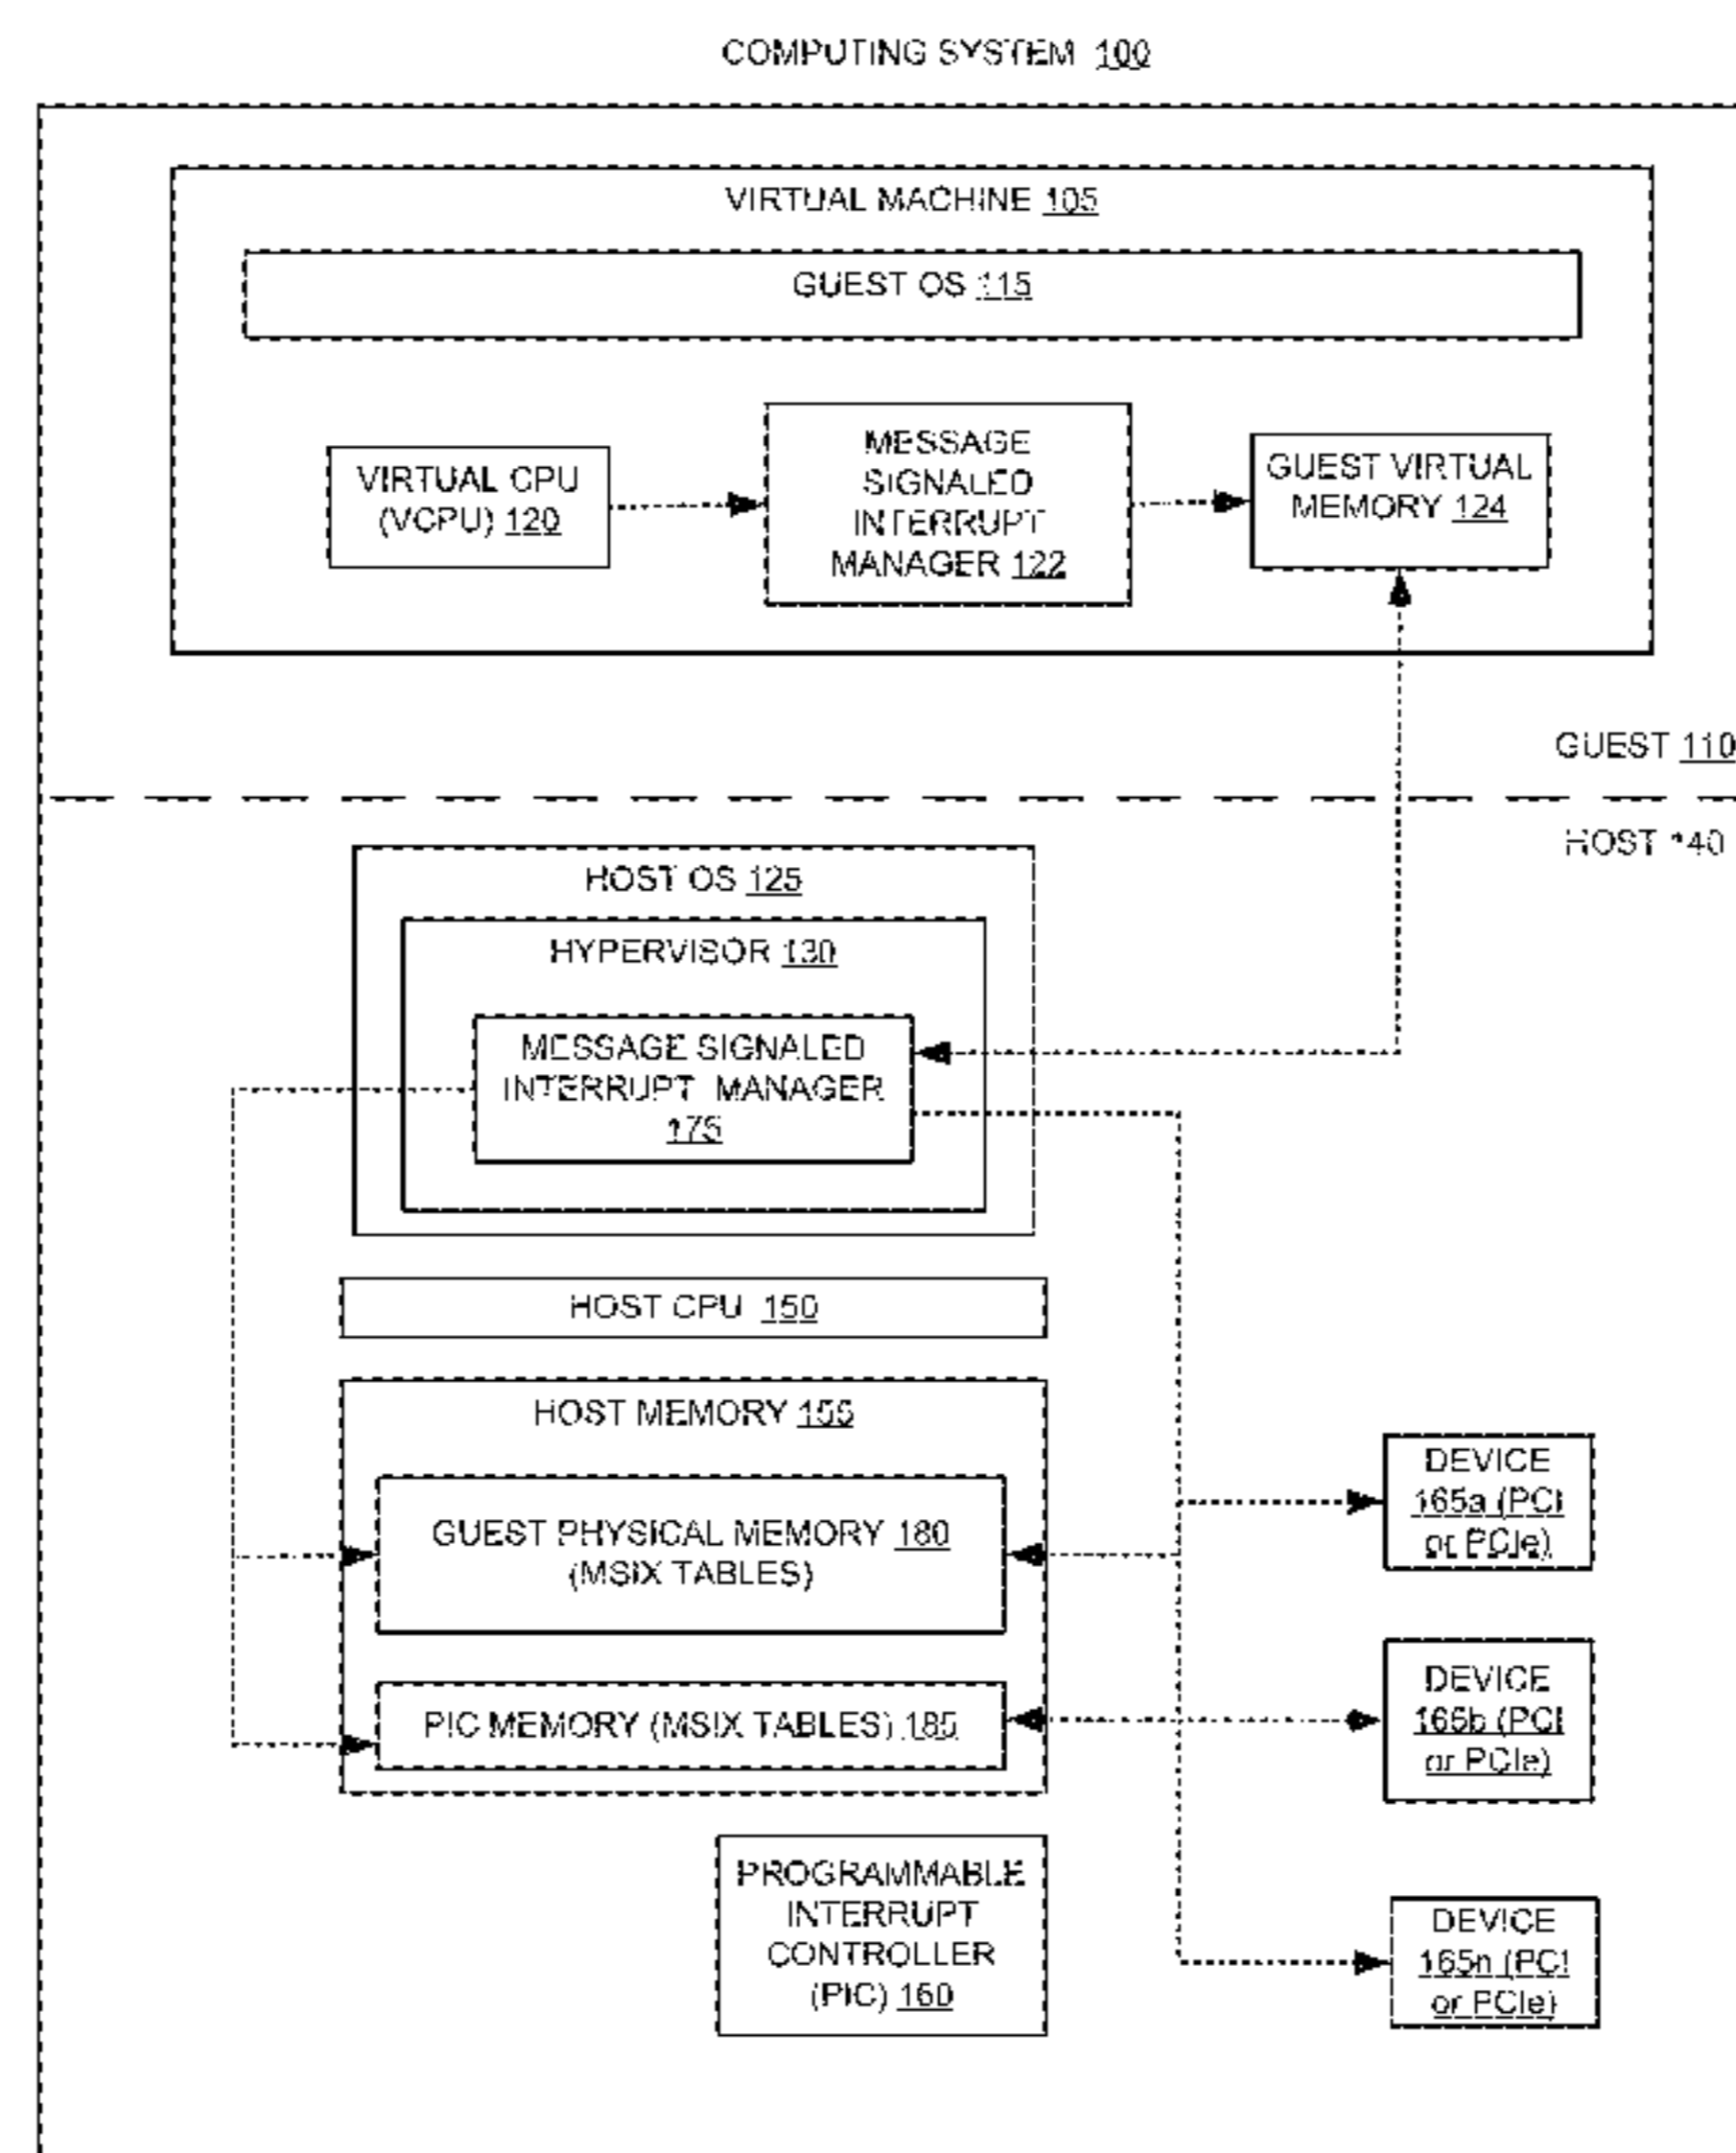 COMPUTING SYSTEM 100
VIRTUAL MACHINE 105
GUEST OS 115
VIRTUAL CPU
(VCPU) 120
MESSAGE
SIGNALED
INTERRUPT
MANAGER 122
GUEST VIRTUAL
MEMORY 124
GUEST 110
HOST 140
HOST OS 125
HYPERVISOR 130
MESSAGE SIGNALED
INTERRUPT MANAGER
175
HOST CPU 150
HOST MEMORY 155
GUEST PHYSICAL MEMORY 180
(MSIX TABLES)
PIC MEMORY (MSIX TABLES) 185
DEVICE
165a (PCI
or PCIe)
DEVICE
165b (PCI
or PCIe)
PROGRAMMABLE
INTERRUPT
CONTROLLER
(PIC) 160
DEVICE
165n (PCI
or PCIe)